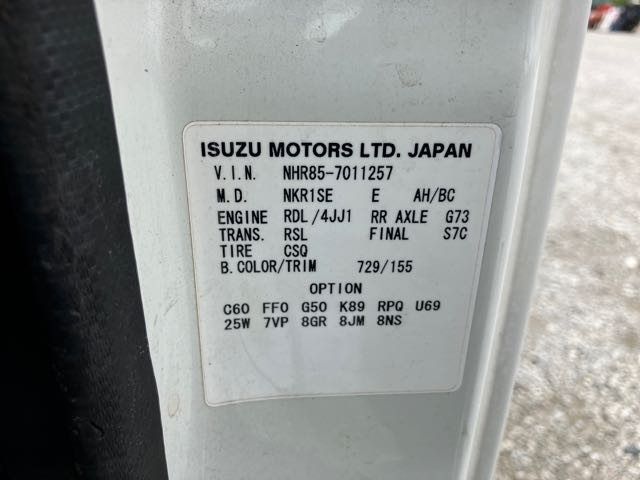 ISUZU MOTORS LTD. JAPAN
V.I.N. NHR85-7011257
M.D. NKR1SE E AH/BC
ENGINE RDL/4JJ1 RR AXLE G73
TRANS. RSL FINAL S7C
TIRE CSQ
B.COLOR/TRIM 729/155
OPTION
C60 FF0 G50 K89 RPQ U69
25W 7VP 8GR 8JM 8NS